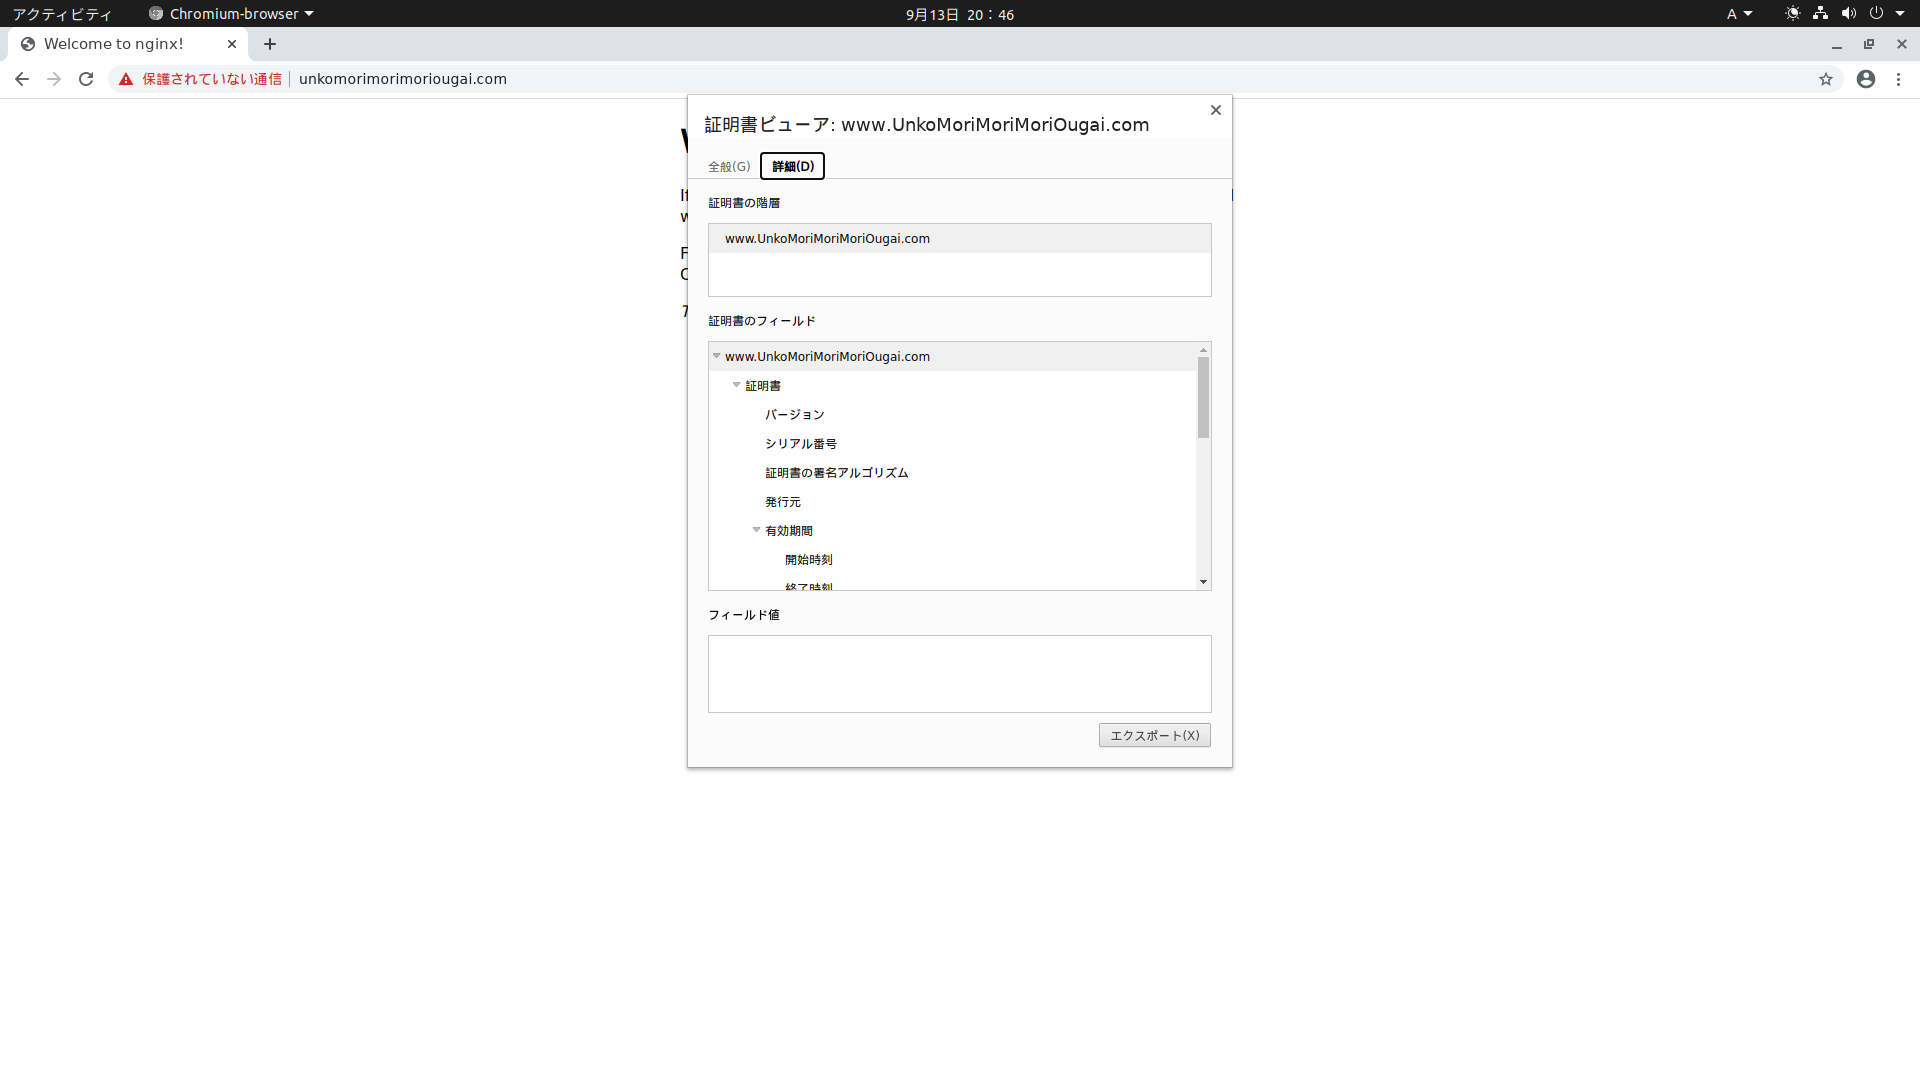 アクティビティ Chromium-browser 9月13日 20：46 A
Welcome to nginx!
保護されていない通信 unkomorimorimoriougai.com
証明書ビューア: www.UnkoMoriMoriMoriOugai.com
全般(G) 詳細(D)
証明書の階層
www.UnkoMoriMoriMoriOugai.com
証明書のフィールド
www.UnkoMoriMoriMoriOugai.com
証明書
バージョン
シリアル番号
証明書の署名アルゴリズム
発行元
有効期間
開始時刻
終了時刻
フィールド値
エクスポート(X)